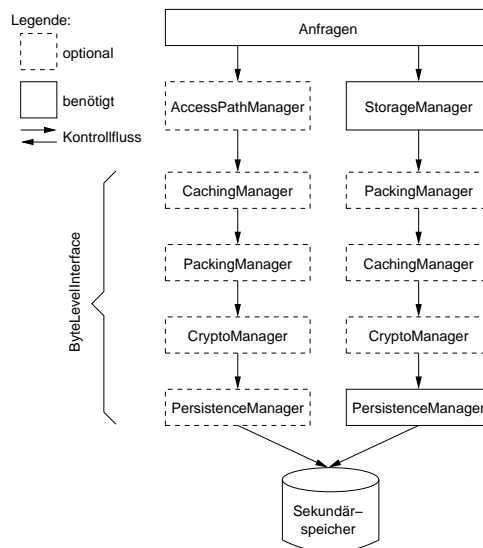 Legende:
optional
benötigt
Kontrollfluss
Anfragen
AccessPathManager
StorageManager
CachingManager
PackingManager
PackingManager
CachingManager
CryptoManager
CryptoManager
PersistenceManager
PersistenceManager
ByteLevelInterface
Sekundär–
speicher